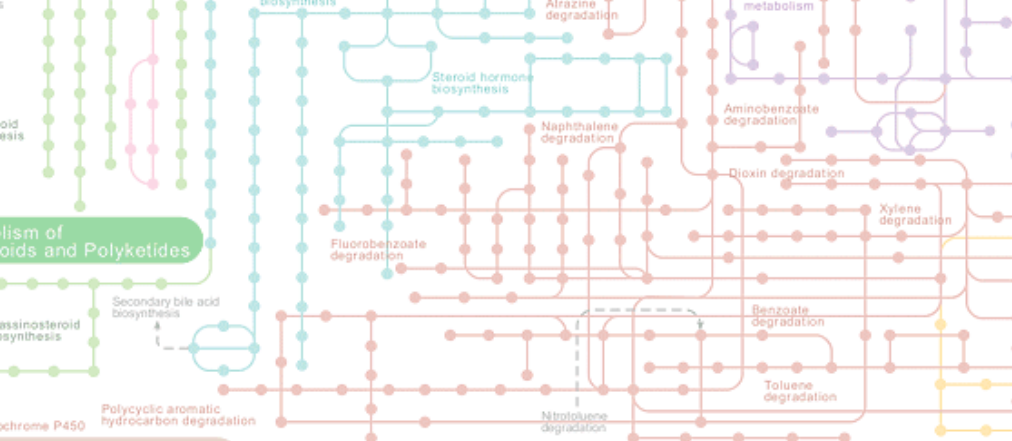 biosynthesis
Atrazine
degradation
metabolism
Steroid hormone
biosynthesis
Aminobenzoate
degradation
oid
esis
Naphthalene
degradation
Dioxin degradation
Xylene
degradation
lism of
oids and Polyketides
Fluorobenzoate
degradation
Secondary bile acid
biosynthesis
assinosteroid
synthesis
Benzoate
degradation
Toluene
degradation
Polycyclic aromatic
hydrocarbon degradation
Nitrotoluene
degradation
ochrome P450